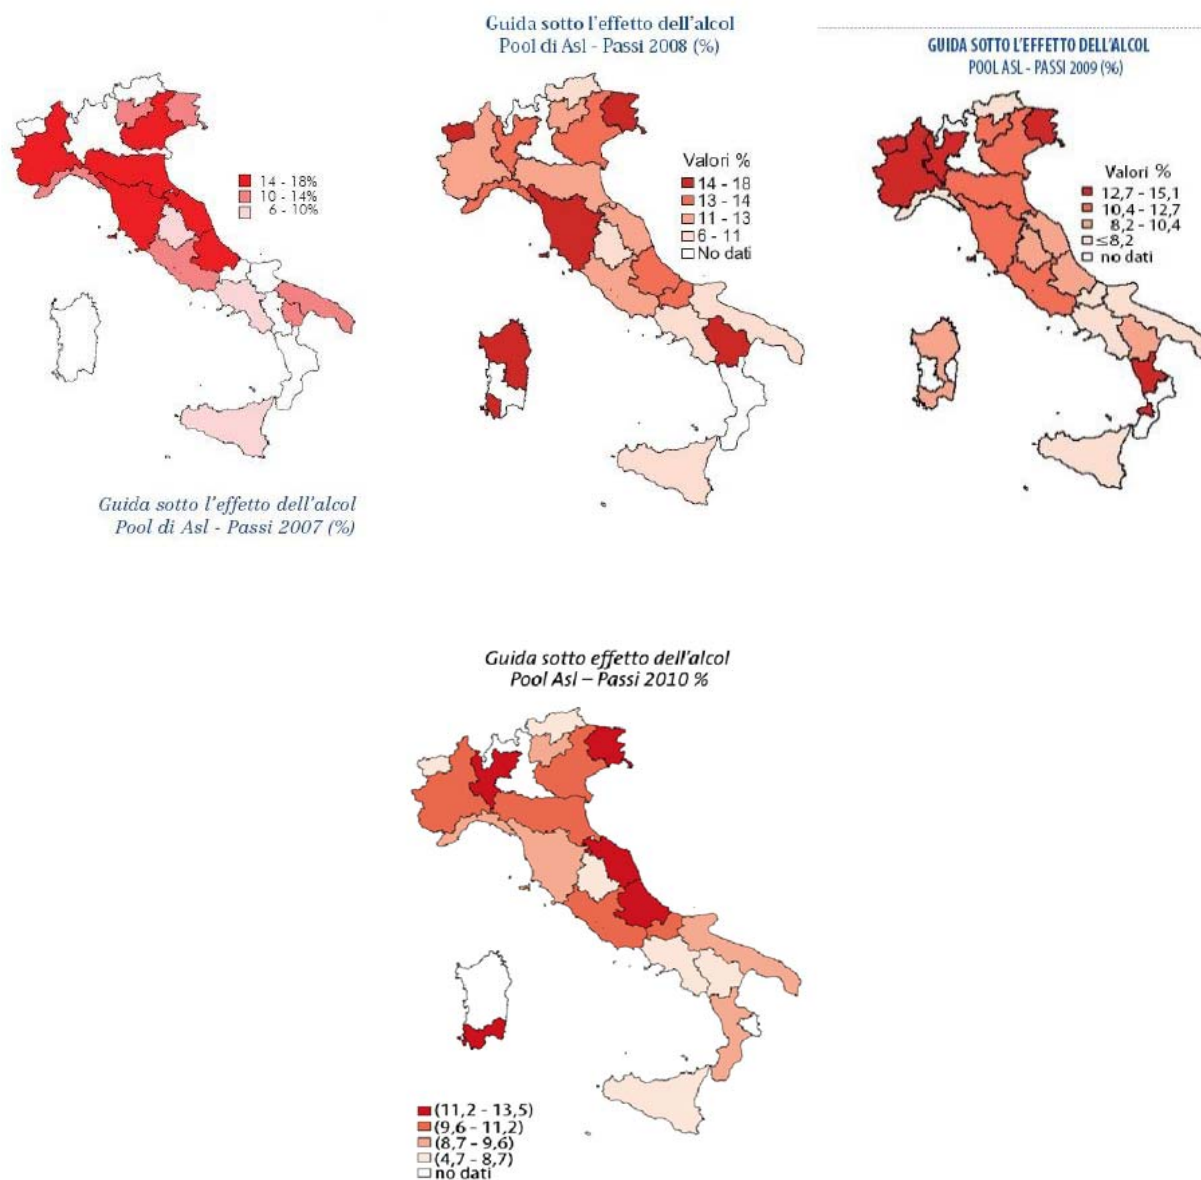 Guida sotto l'effetto dell'alcol
Pool di Asl - Passi 2008 (%)
GUIDA SOTTO L'EFFETTO DELL'ALCOL
POOL ASL - PASSI 2009 (%)
14 - 18%
10 - 14%
6 - 10%
Valori %
14 - 18
13 - 14
11 - 13
6 - 11
No dati
Valori %
12,7 - 15,1
10,4 - 12,7
8,2 - 10,4
≤8,2
no dati
Guida sotto l'effetto dell'alcol
Pool di Asl - Passi 2007 (%)
Guida sotto effetto dell'alcol
Pool Asl – Passi 2010 %
(11,2 - 13,5)
(9,6 - 11,2)
(8,7 - 9,6)
(4,7 - 8,7)
no dati